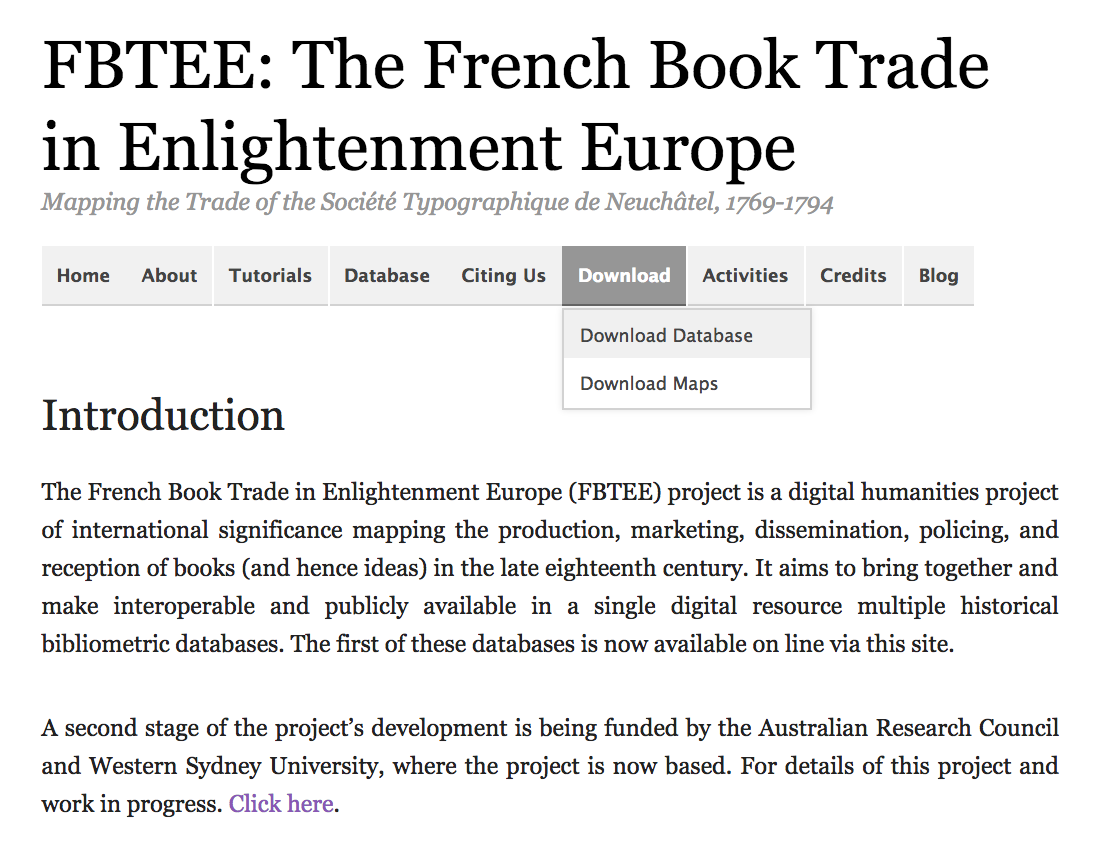 FBTEE: The French Book Trade
in Enlightenment Europe
Mapping the Trade of the Société Typographique de Neuchâtel, 1769-1794
Home About Tutorials Database Citing Us Download Activities Credits Blog
Download Database
Download Maps
Introduction
The French Book Trade in Enlightenment Europe (FBTEE) project is a digital humanities project
of international significance mapping the production, marketing, dissemination, policing, and
reception of books (and hence ideas) in the late eighteenth century. It aims to bring together and
make interoperable and publicly available in a single digital resource multiple historical
bibliometric databases. The first of these databases is now available on line via this site.
A second stage of the project’s development is being funded by the Australian Research Council
and Western Sydney University, where the project is now based. For details of this project and
work in progress. Click here.